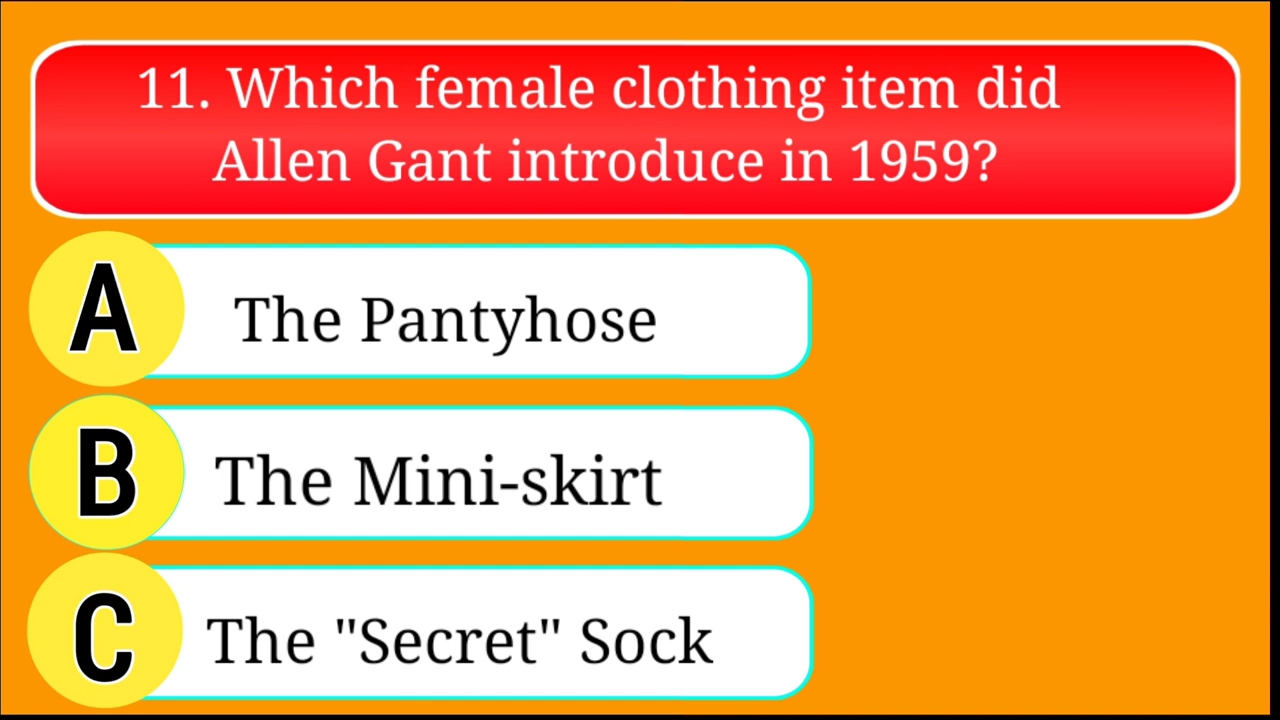 11. Which female clothing item did
Allen Gant introduce in 1959?
A
The Pantyhose
B
The Mini-skirt
C
The "Secret" Sock